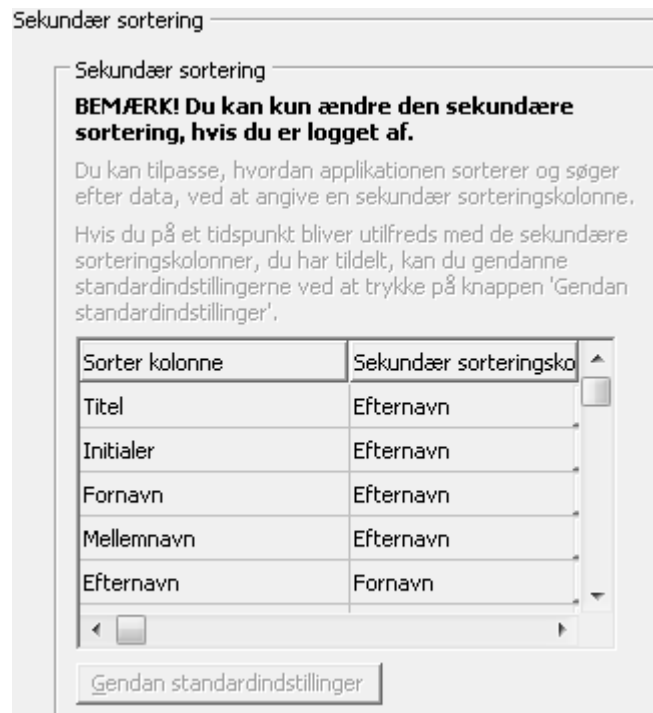 Sekundær sortering
Sekundær sortering
BEMÆRK! Du kan kun ændre den sekundære
sortering, hvis du er logget af.
Du kan tilpasse, hvordan applikationen sorterer og søger
efter data, ved at angive en sekundær sorteringskolonne.
Hvis du på et tidspunkt bliver utilfreds med de sekundære
sorteringskolonner, du har tildelt, kan du gendanne
standardindstillingerne ved at trykke på knappen 'Gendan
standardindstillinger'.
Sorter kolonne Sekundær sorteringsko
Titel Efternavn
Initialer Efternavn
Fornavn Efternavn
Mellemnavn Efternavn
Efternavn Fornavn
Gendan standardindstillinger